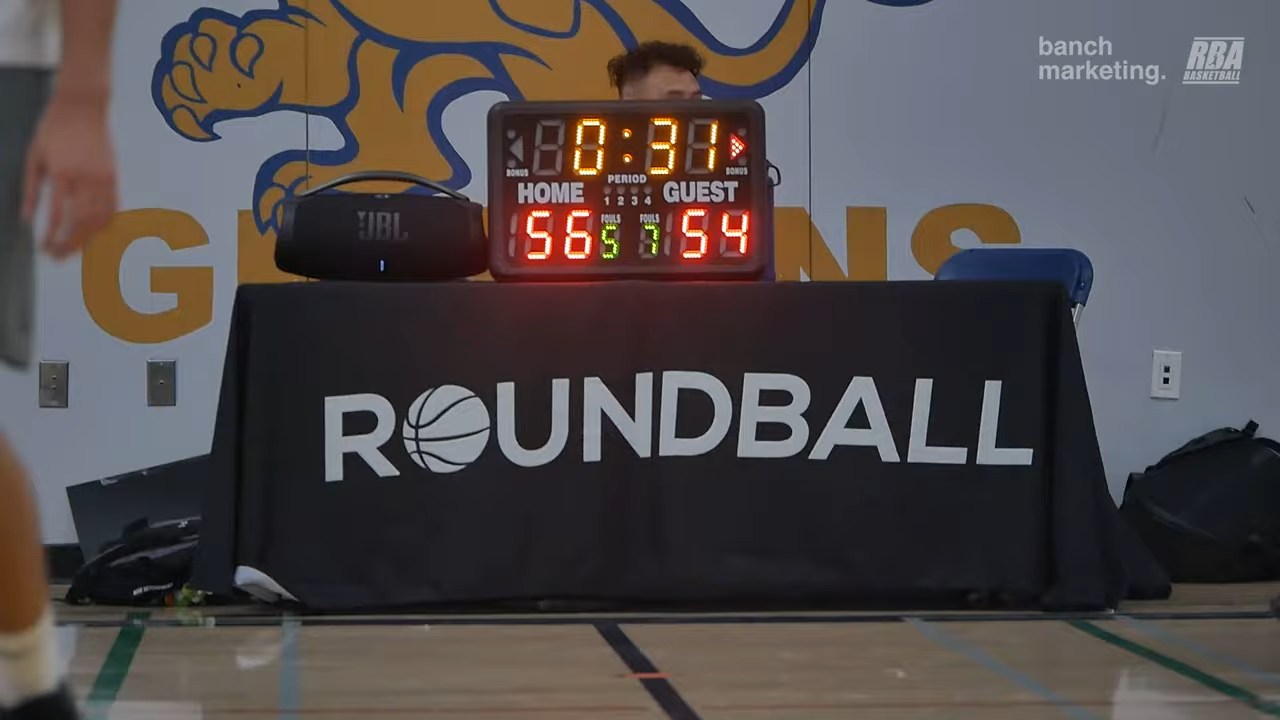 banch
marketing.
RBA
BASKETBALL
0:31
BONUS
BONUS
PERIOD
HOME
1 2 3 4
GUEST
FOULS
FOULS
56
5
7
54
JBL
ROUNDBALL